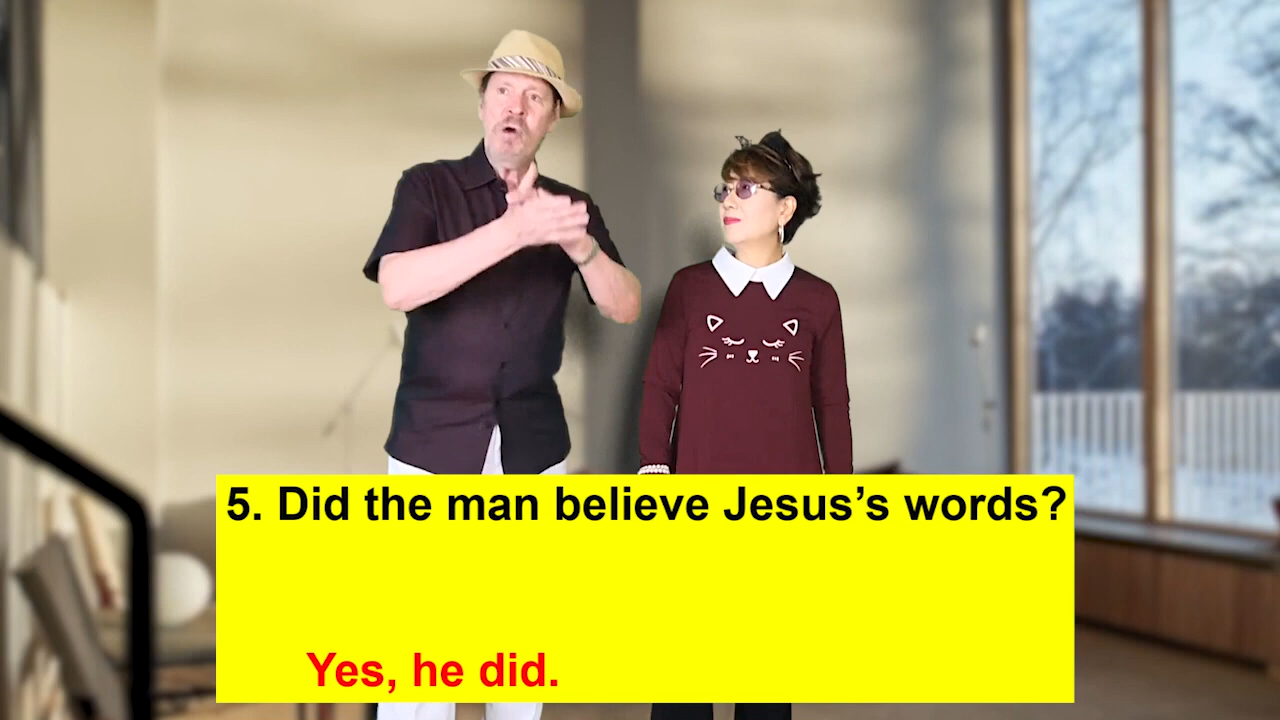 5. Did the man believe Jesus’s words?
Yes, he did.